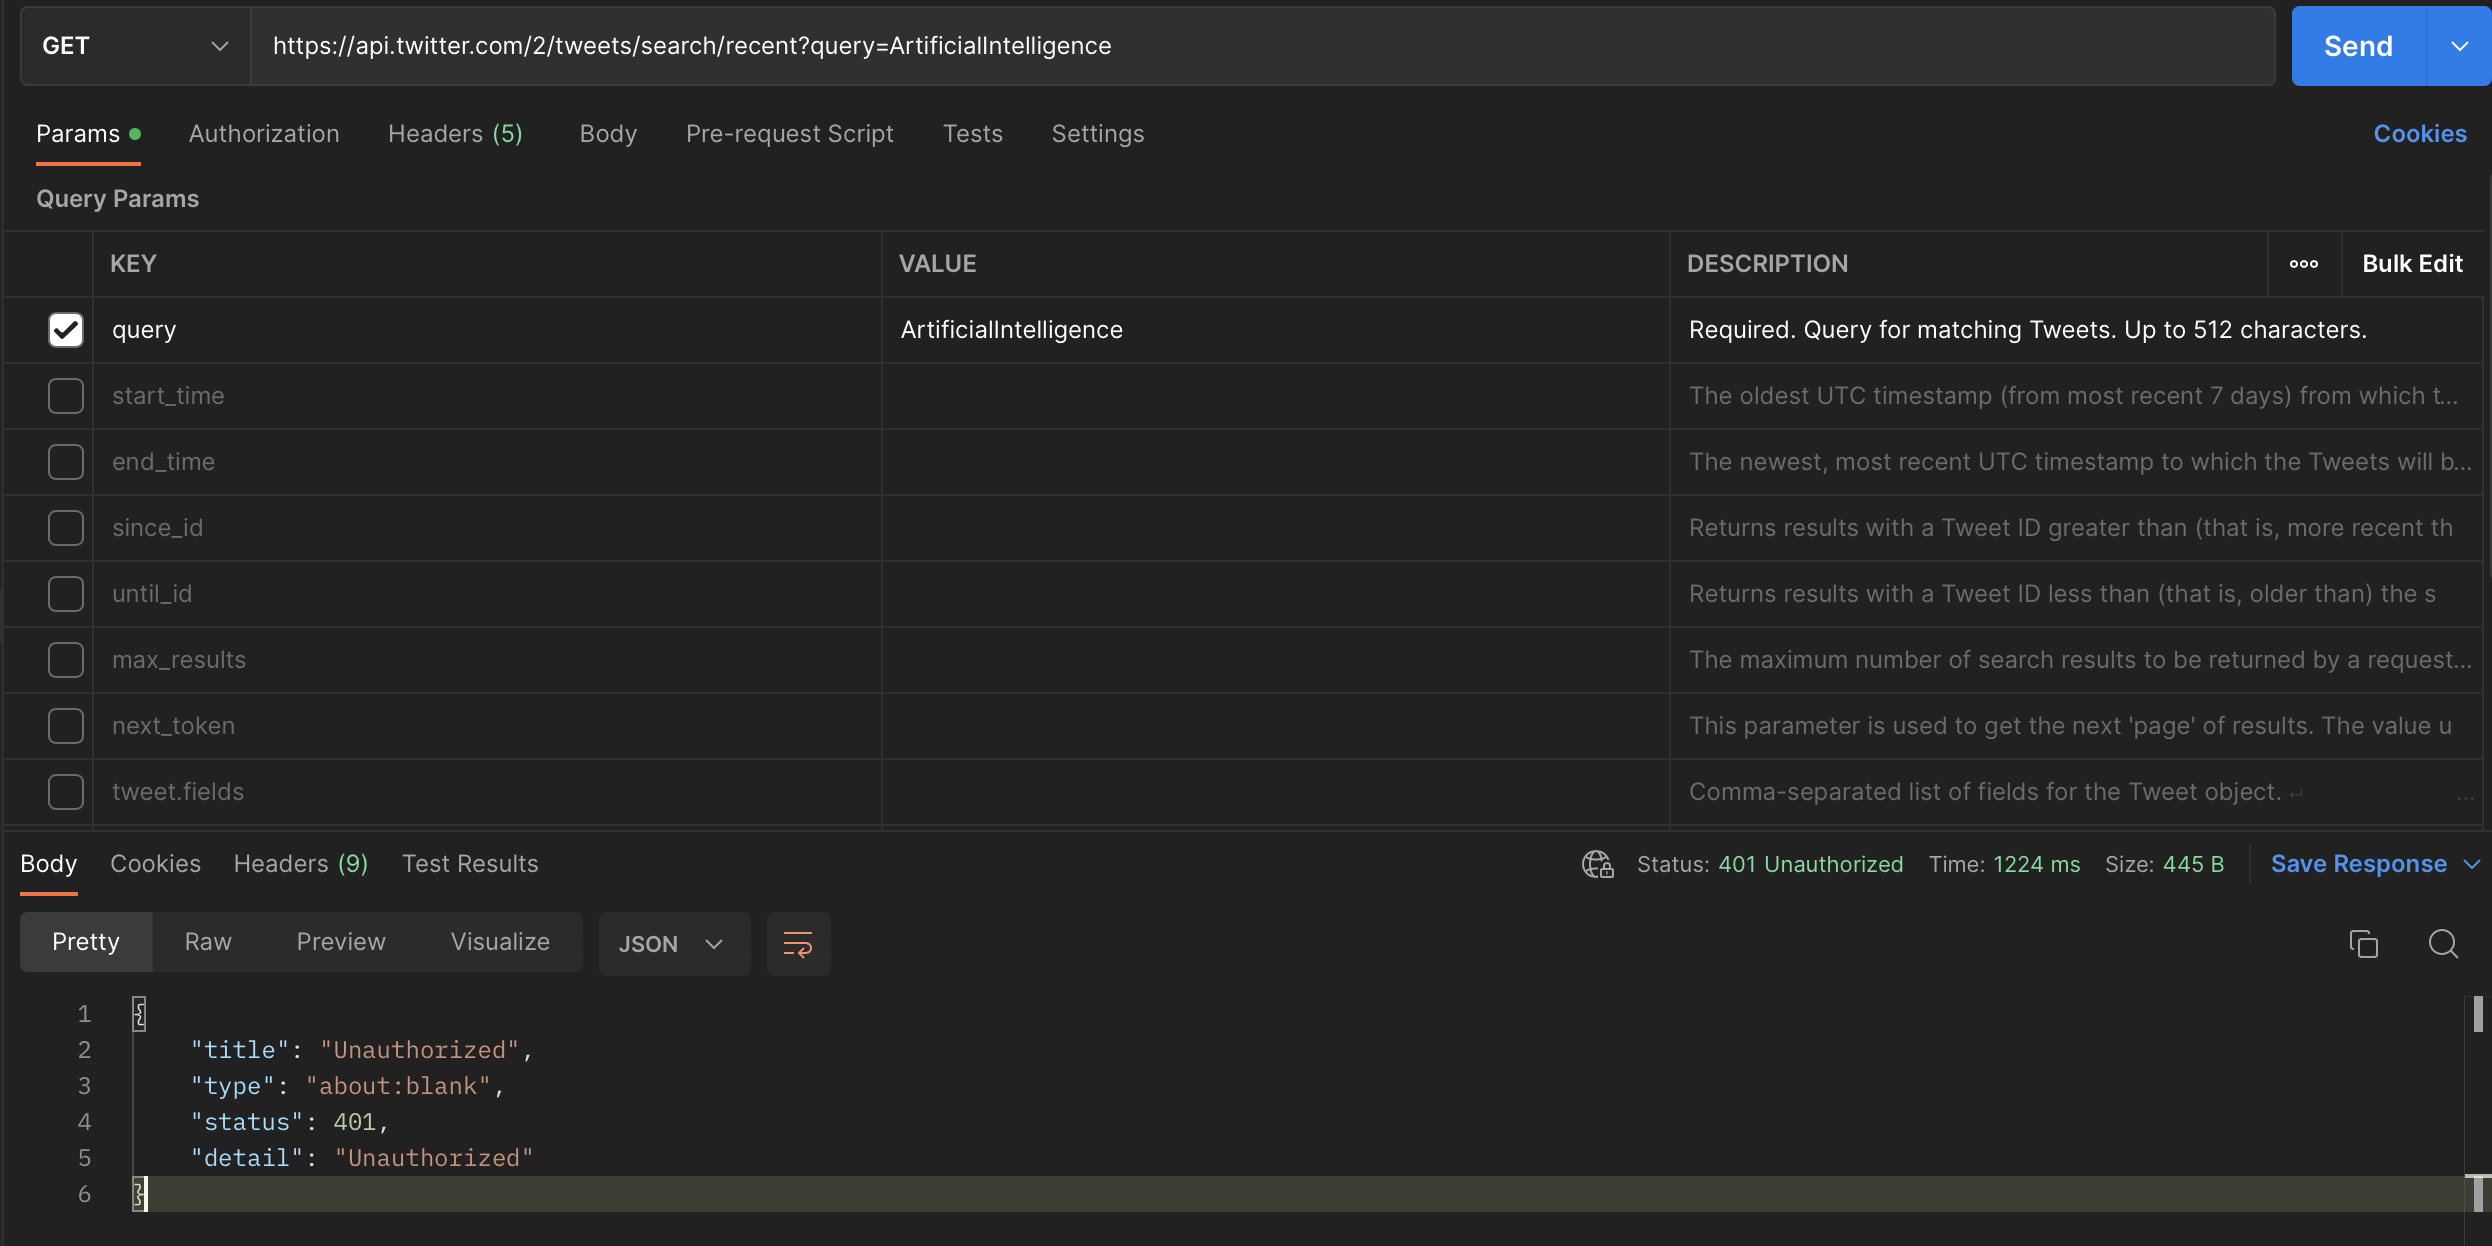 GET https://api.twitter.com/2/tweets/search/recent?query=ArtificialIntelligence Send
Params Authorization Headers (5) Body Pre-request Script Tests Settings Cookies
Query Params
KEY VALUE DESCRIPTION ooo Bulk Edit
query ArtificialIntelligence Required. Query for matching Tweets. Up to 512 characters.
start_time The oldest UTC timestamp (from most recent 7 days) from which t...
end_time The newest, most recent UTC timestamp to which the Tweets will b...
since_id Returns results with a Tweet ID greater than (that is, more recent th
until_id Returns results with a Tweet ID less than (that is, older than) the s
max_results The maximum number of search results to be returned by a request...
next_token This parameter is used to get the next 'page' of results. The value u
tweet.fields Comma-separated list of fields for the Tweet object. ↵ ...
Body Cookies Headers (9) Test Results Status: 401 Unauthorized Time: 1224 ms Size: 445 B Save Response
Pretty Raw Preview Visualize JSON
1 {
2 "title": "Unauthorized",
3 "type": "about:blank",
4 "status": 401,
5 "detail": "Unauthorized"
6 }